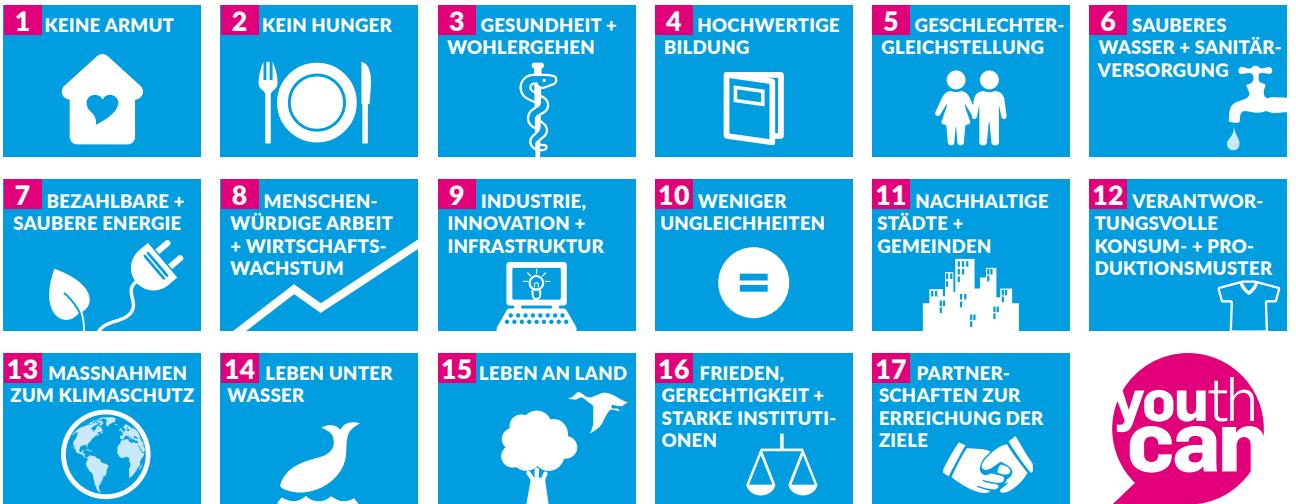 1 KEINE ARMUT
2 KEIN HUNGER
3 GESUNDHEIT +
WOHLERGEHEN
4 HOCHWERTIGE
BILDUNG
5 GESCHLECHTER-
GLEICHSTELLUNG
6 SAUBERES
WASSER + SANITÄR-
VERSORGUNG
7 BEZAHLBARE +
SAUBERE ENERGIE
8 MENSCHEN-
WÜRDIGE ARBEIT
+ WIRTSCHAFTS-
WACHSTUM
9 INDUSTRIE,
INNOVATION +
INFRASTRUKTUR
10 WENIGER
UNGLEICHHEITEN
=
11 NACHHALTIGE
STÄDTE +
GEMEINDEN
12 VERANTWOR-
TUNGSVOLLE
KONSUM- + PRO-
DUKTIONSMUSTER
13 MASSNAHMEN
ZUM KLIMASCHUTZ
14 LEBEN UNTER
WASSER
15 LEBEN AN LAND
16 FRIEDEN,
GERECHTIGKEIT +
STARKE INSTITUTI-
ONEN
17 PARTNER-
SCHAFTEN ZUR
ERREICHUNG DER
ZIELE
youth
can